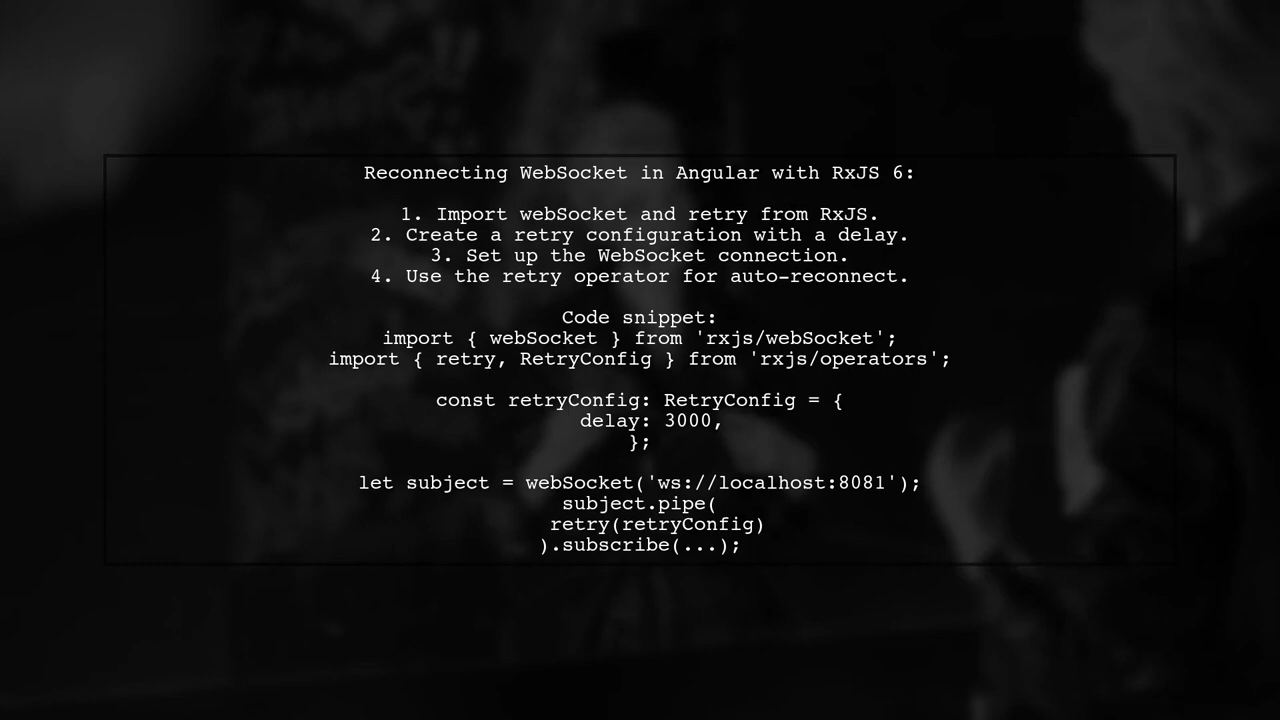 Reconnecting WebSocket in Angular with RxJS 6:
1. Import webSocket and retry from RxJS.
2. Create a retry configuration with a delay.
3. Set up the WebSocket connection.
4. Use the retry operator for auto-reconnect.
Code snippet:
import { webSocket } from 'rxjs/webSocket';
import { retry, RetryConfig } from 'rxjs/operators';
const retryConfig: RetryConfig = {
delay: 3000,
};
let subject = webSocket('ws://localhost:8081');
subject.pipe(
retry(retryConfig)
).subscribe(...);